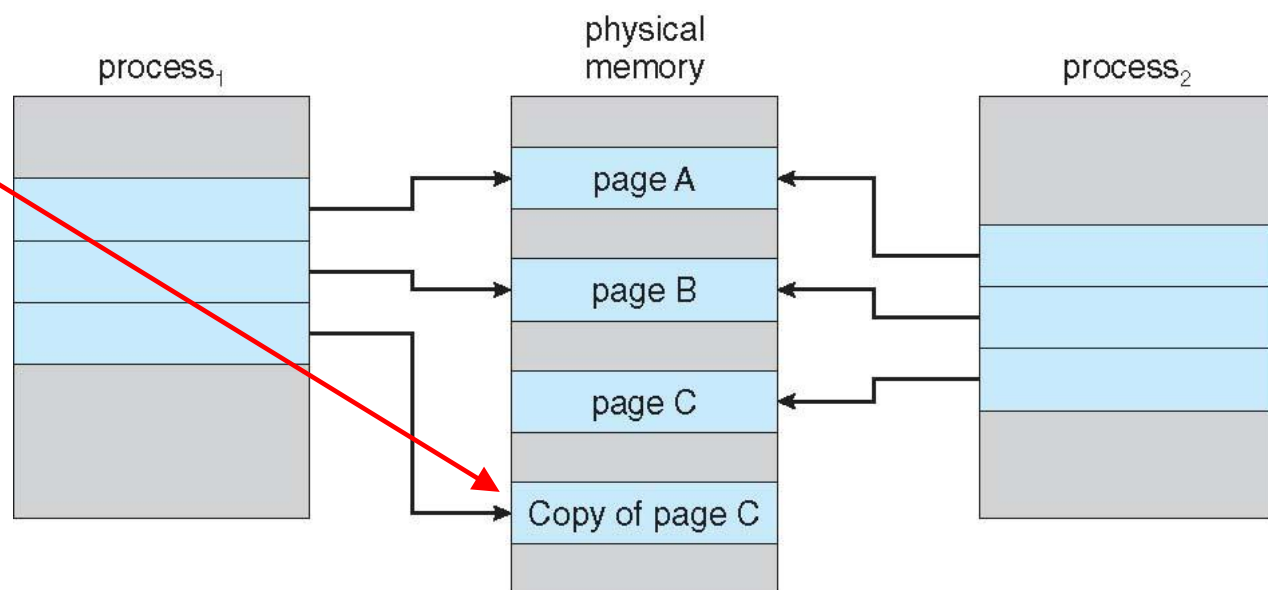 process₁
physical
memory
process₂
page A
page B
page C
Copy of page C